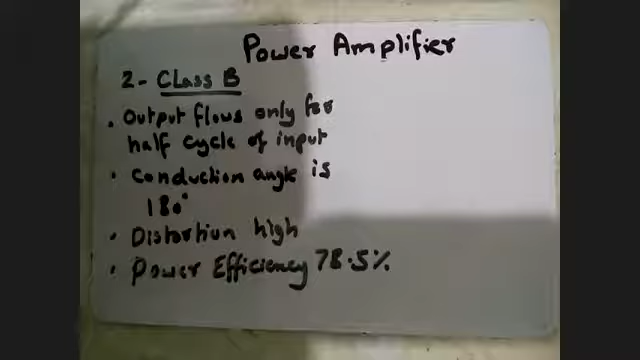 Power Amplifier
2- Class B
. Output flows only for
half cycle of input
. Conduction angle is
180°
. Distortion high
. Power Efficiency 78.5%